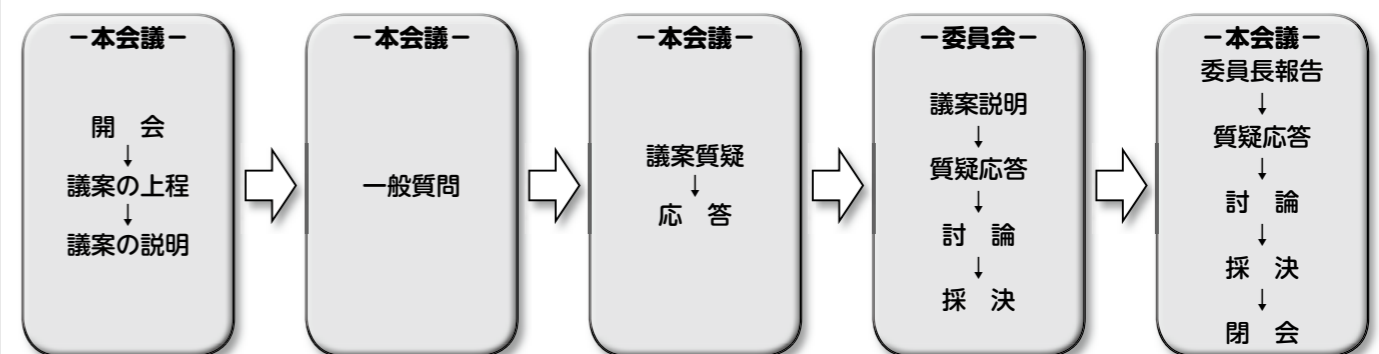 －本会議－
開　会
↓
議案の上程
↓
議案の説明
－本会議－
一般質問
－本会議－
議案質疑
↓
応　答
－委員会－
議案説明
↓
質疑応答
↓
討　論
↓
採　決
－本会議－
委員長報告
↓
質疑応答
↓
討　論
↓
採　決
↓
閉　会